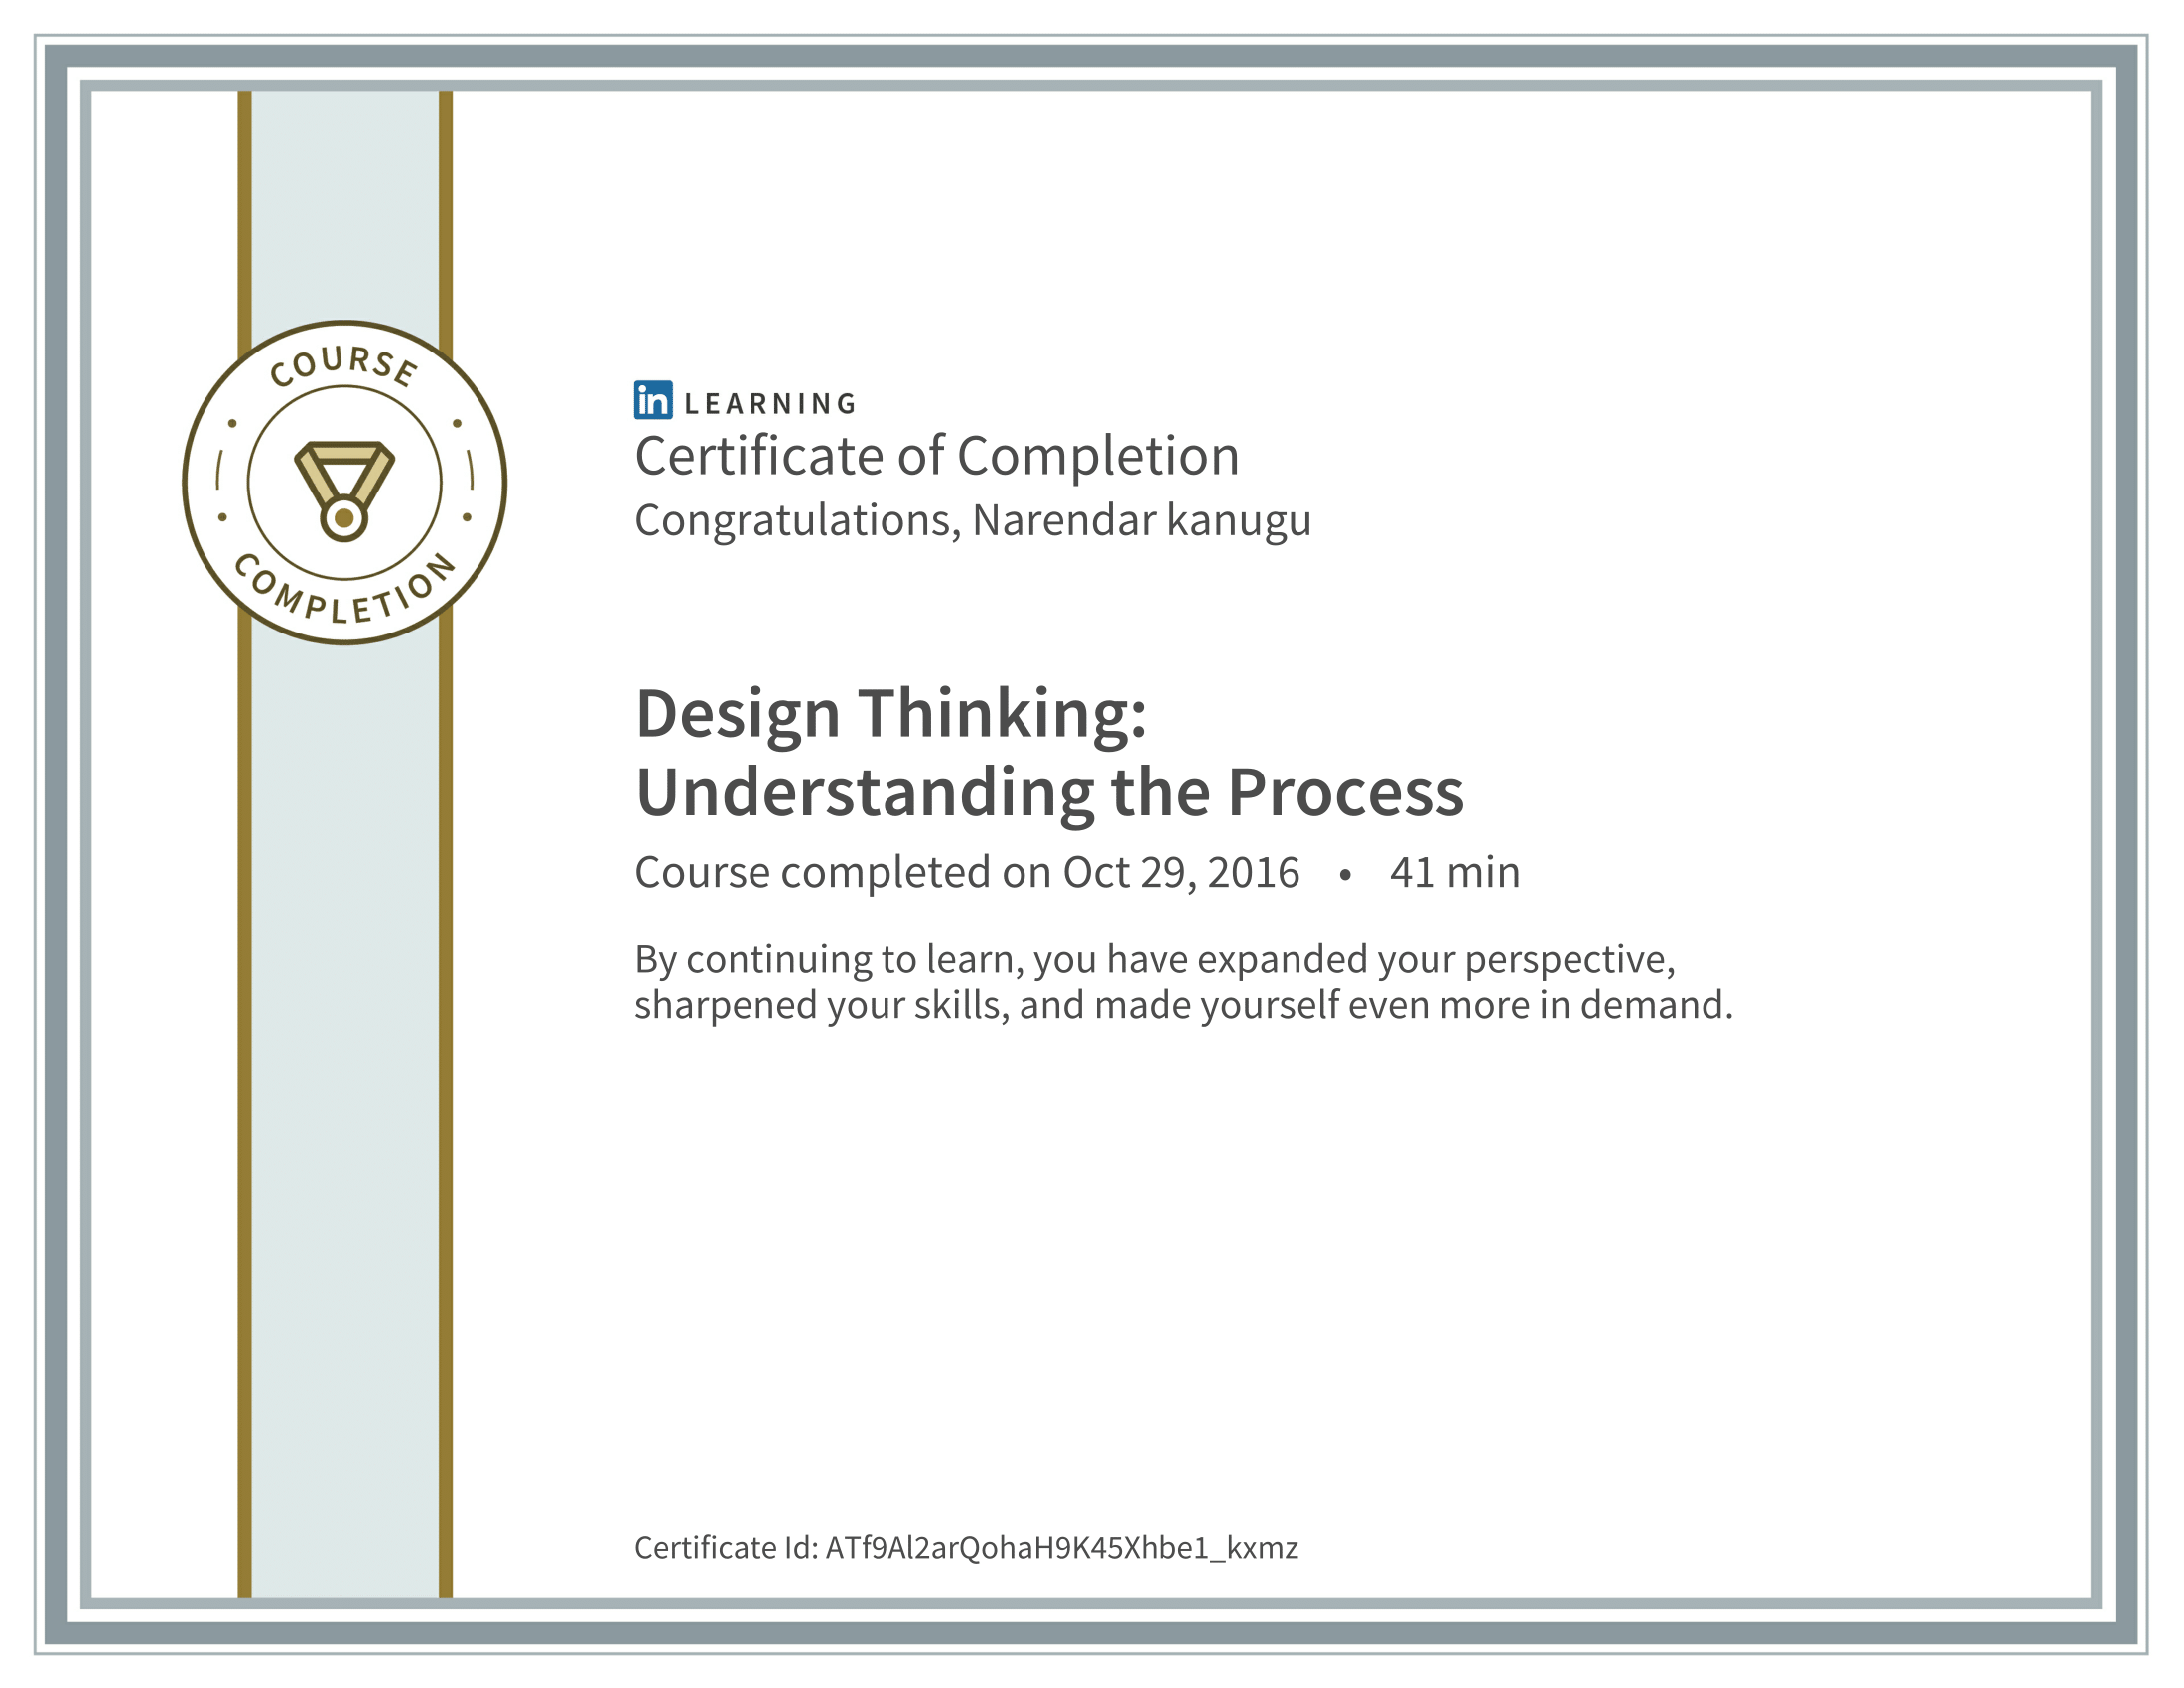 COURSE
COMPLETION
in LEARNING
Certificate of Completion
Congratulations, Narendar kanugu
Design Thinking:
Understanding the Process
Course completed on Oct 29, 2016 • 41 min
By continuing to learn, you have expanded your perspective,
sharpened your skills, and made yourself even more in demand.
Certificate Id: ATf9Al2arQohaH9K45Xhbe1_kxmz